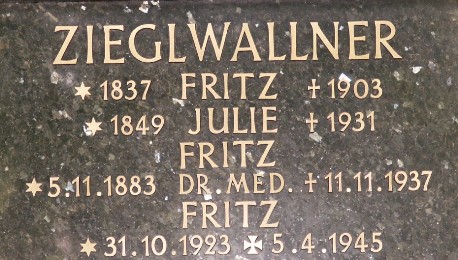 ZIEGLWALLNER
* 1837 FRITZ † 1903
* 1849 JULIE † 1931
FRITZ
* 5.11.1883 DR. MED. † 11.11.1937
FRITZ
* 31.10.1923 ✠ 5.4.1945